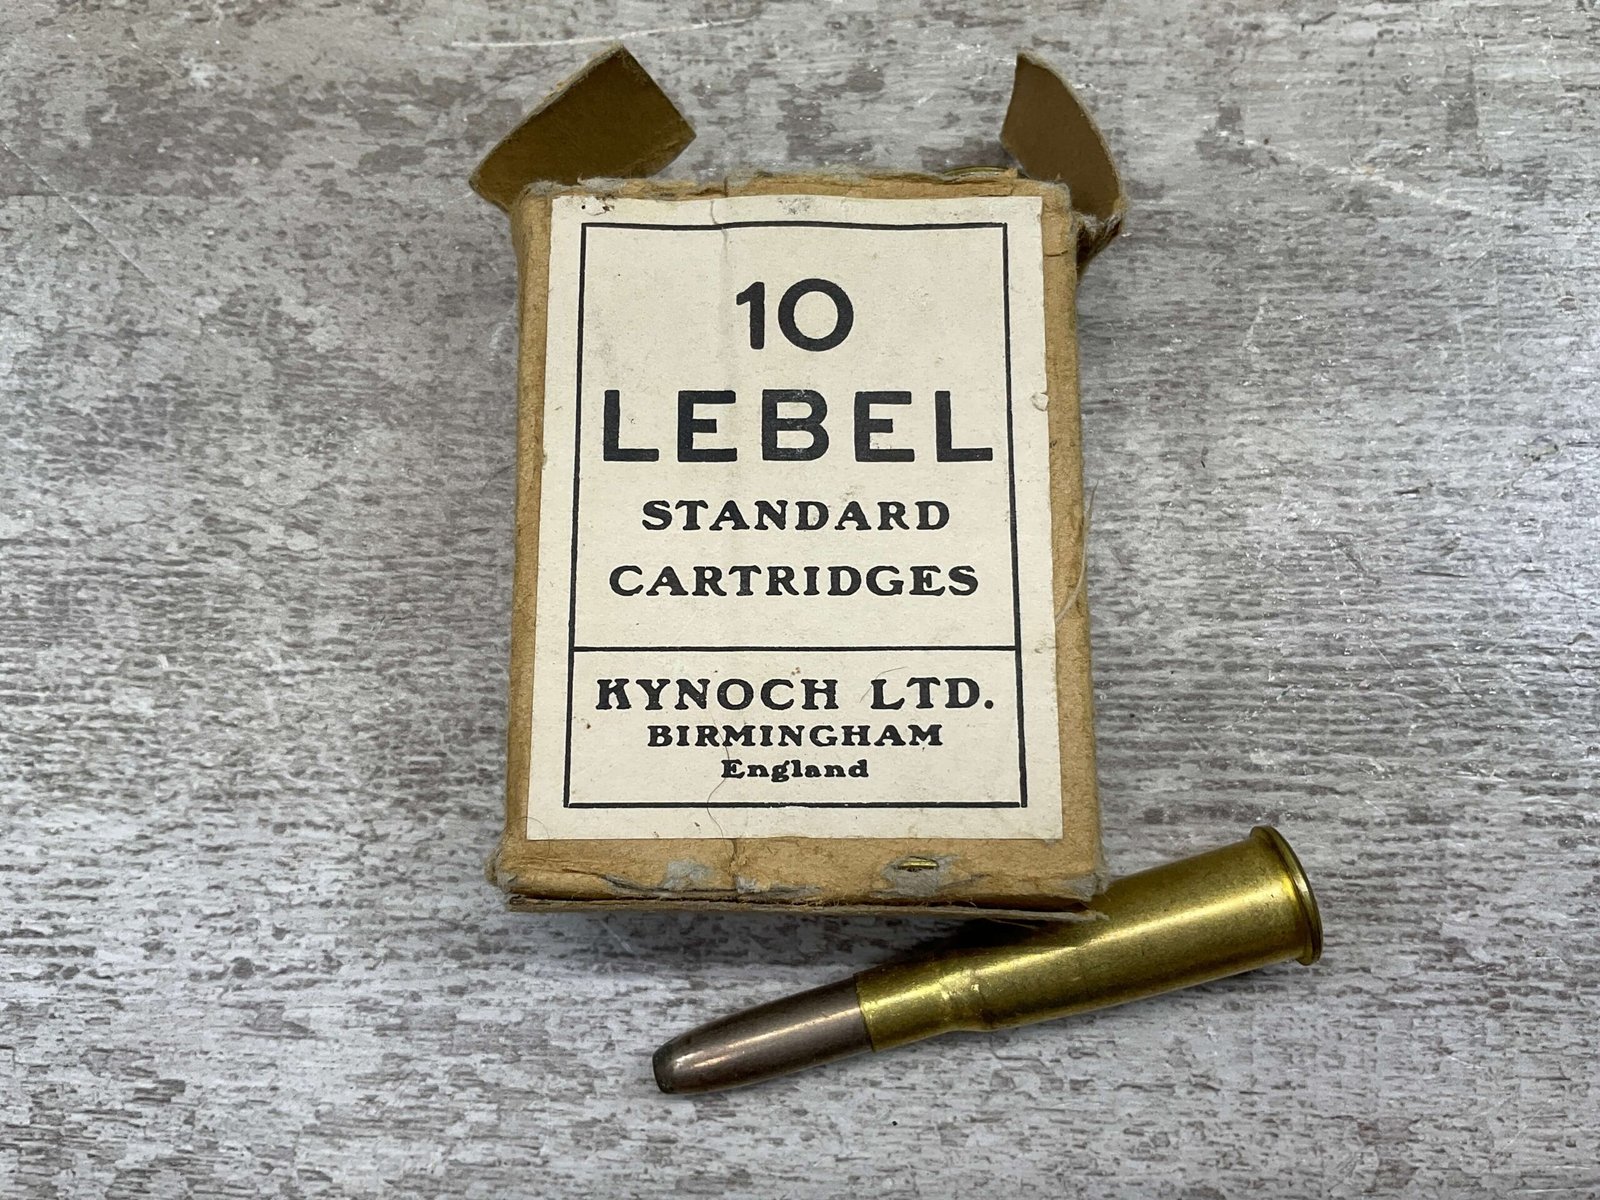 10
LEBEL
STANDARD
CARTRIDGES
KYNOCH LTD.
BIRMINGHAM
England